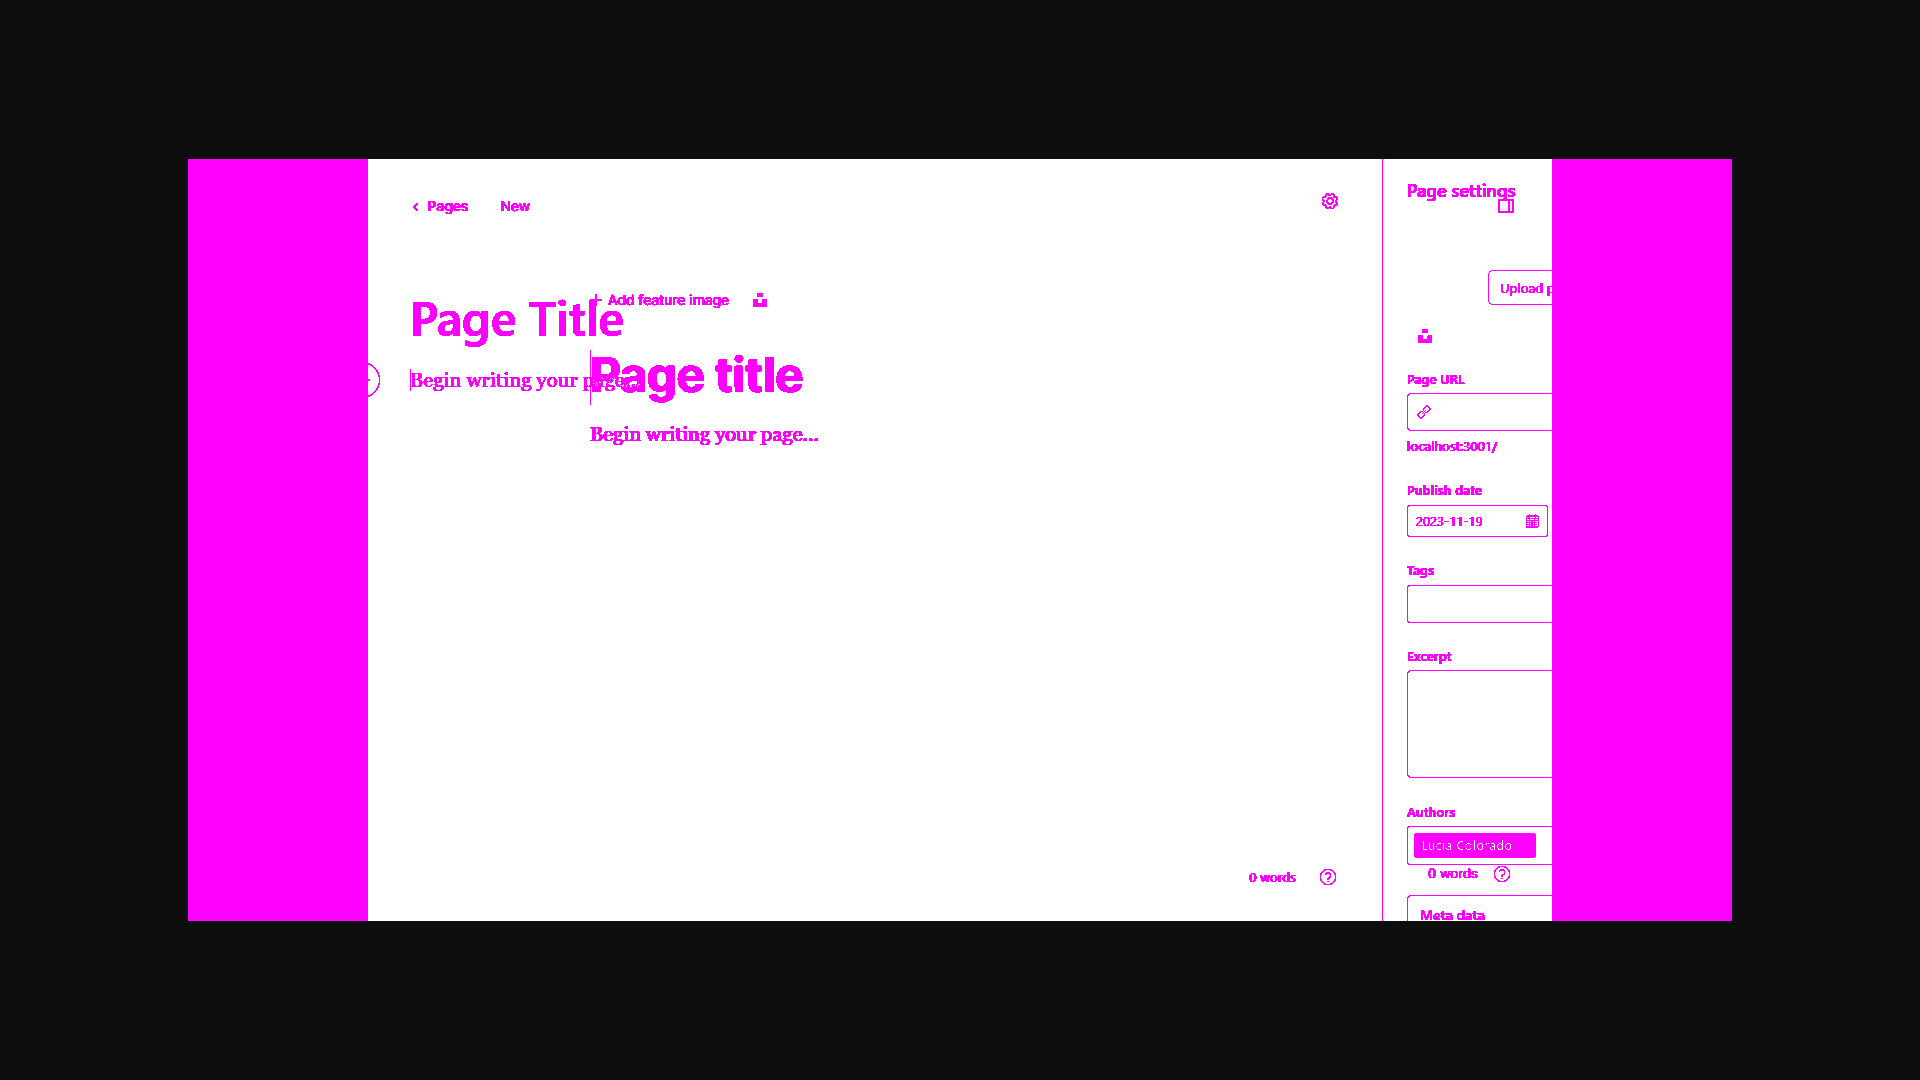 Pages New
Page settings
Add feature image
Page Title
Upload p
Page title
Begin writing your page...
Begin writing your page...
Page URL
localhost:3001/
Publish date
2023-11-19
Tags
Excerpt
Authors
Lucia Colorado
0 words
0 words
Meta data